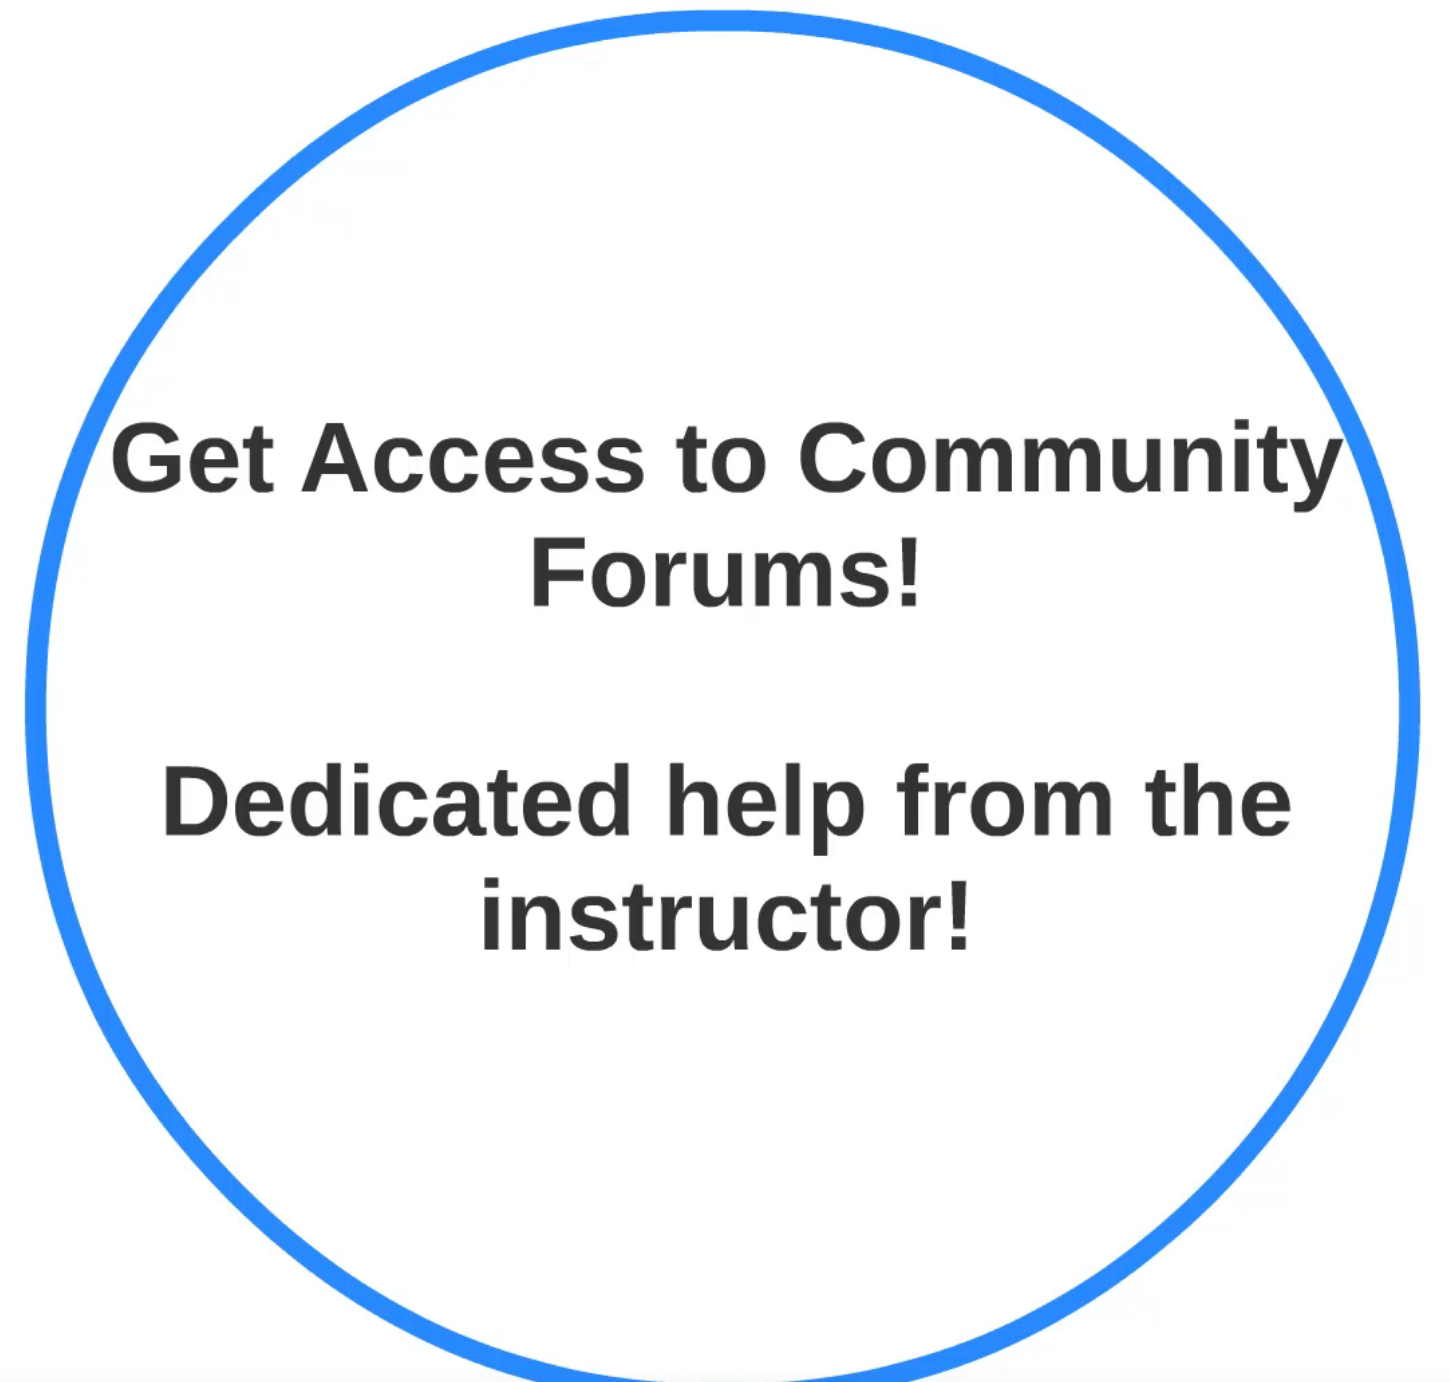 Get Access to Community
Forums!
Dedicated help from the
instructor!